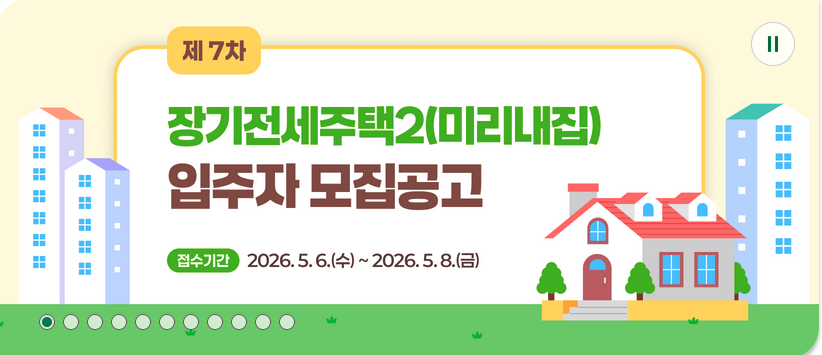 제 7차
장기전세주택2(미리내집)
입주자 모집공고
접수기간 2026. 5. 6.(수) ~ 2026. 5. 8.(금)